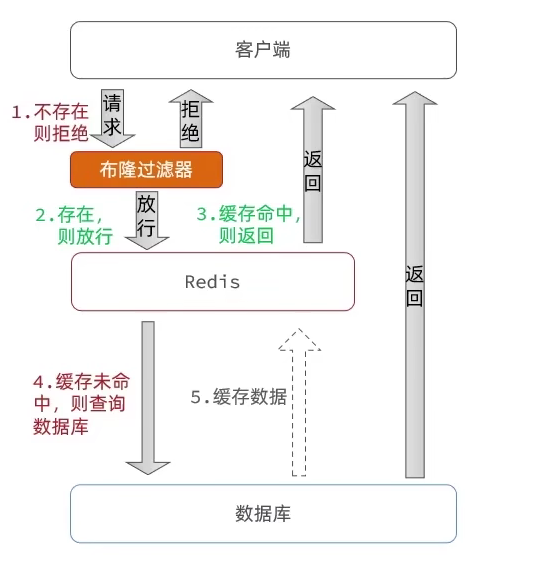 客户端
1.不存在
则拒绝
请
求
拒
绝
布隆过滤器
2.存在，
则放行
放
行
3.缓存命中，
则返回
返
回
Redis
返
回
4.缓存未命
中，则查询
数据库
5.缓存数据
数据库